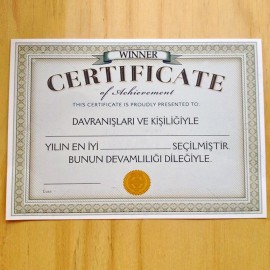 WINNER
CERTIFICATE
of Achievement
THIS CERTIFICATE IS PROUDLY PRESENTED TO:
DAVRANIŞLARI VE KİŞİLİĞİYLE
YILIN EN İYİ SEÇİLMİŞTİR.
BUNUN DEVAMLILIĞI DİLEĞİYLE.